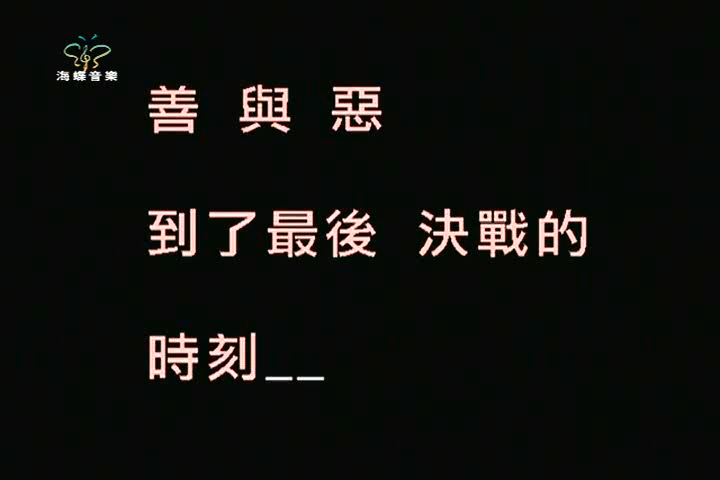 海蝶音樂
善 與 惡
到了最後 決戰的
時刻__